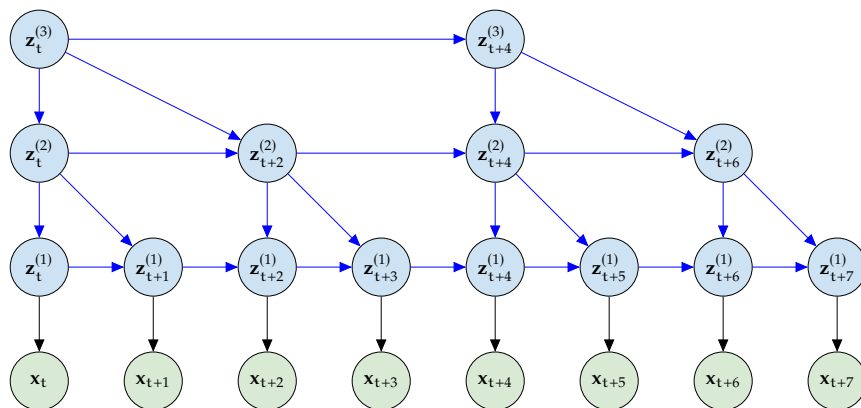 z_t^(3) z_{t+4}^(3)
z_t^(2) z_{t+2}^(2) z_{t+4}^(2) z_{t+6}^(2)
z_t^(1) z_{t+1}^(1) z_{t+2}^(1) z_{t+3}^(1) z_{t+4}^(1) z_{t+5}^(1) z_{t+6}^(1) z_{t+7}^(1)
x_t x_{t+1} x_{t+2} x_{t+3} x_{t+4} x_{t+5} x_{t+6} x_{t+7}